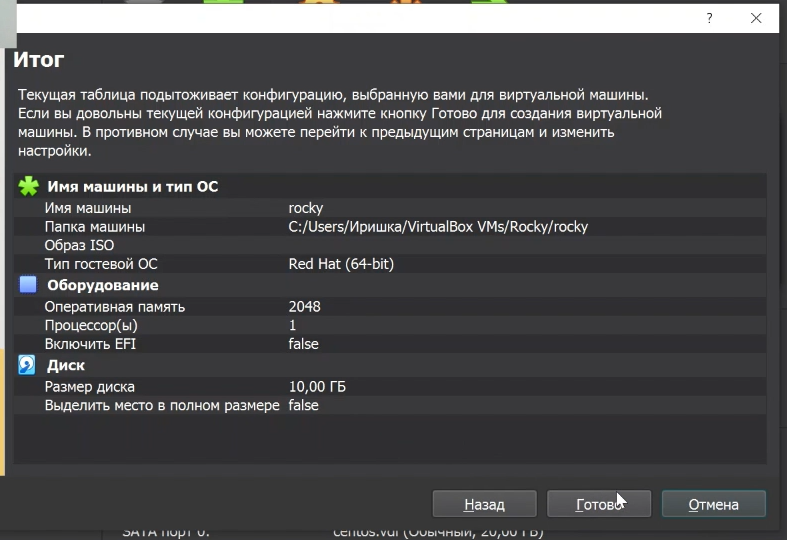 ?
Итог
Текущая таблица подытоживает конфигурацию, выбранную вами для виртуальной машины.
Если вы довольны текущей конфигурацией нажмите кнопку Готово для создания виртуальной
машины. В противном случае вы можете перейти к предыдущим страницам и изменить
настройки.
Имя машины и тип ОС
Имя машины rocky
Папка машины C:/Users/Иришка/VirtualBox VMs/Rocky/rocky
Образ ISO
Тип гостевой ОС Red Hat (64-bit)
Оборудование
Оперативная память 2048
Процессор(ы) 1
Включить EFI false
Диск
Размер диска 10,00 ГБ
Выделить место в полном размере false
Назад Готово Отмена
SATA порт 0: centos.vdi (Обычный, 20,00 ГБ)